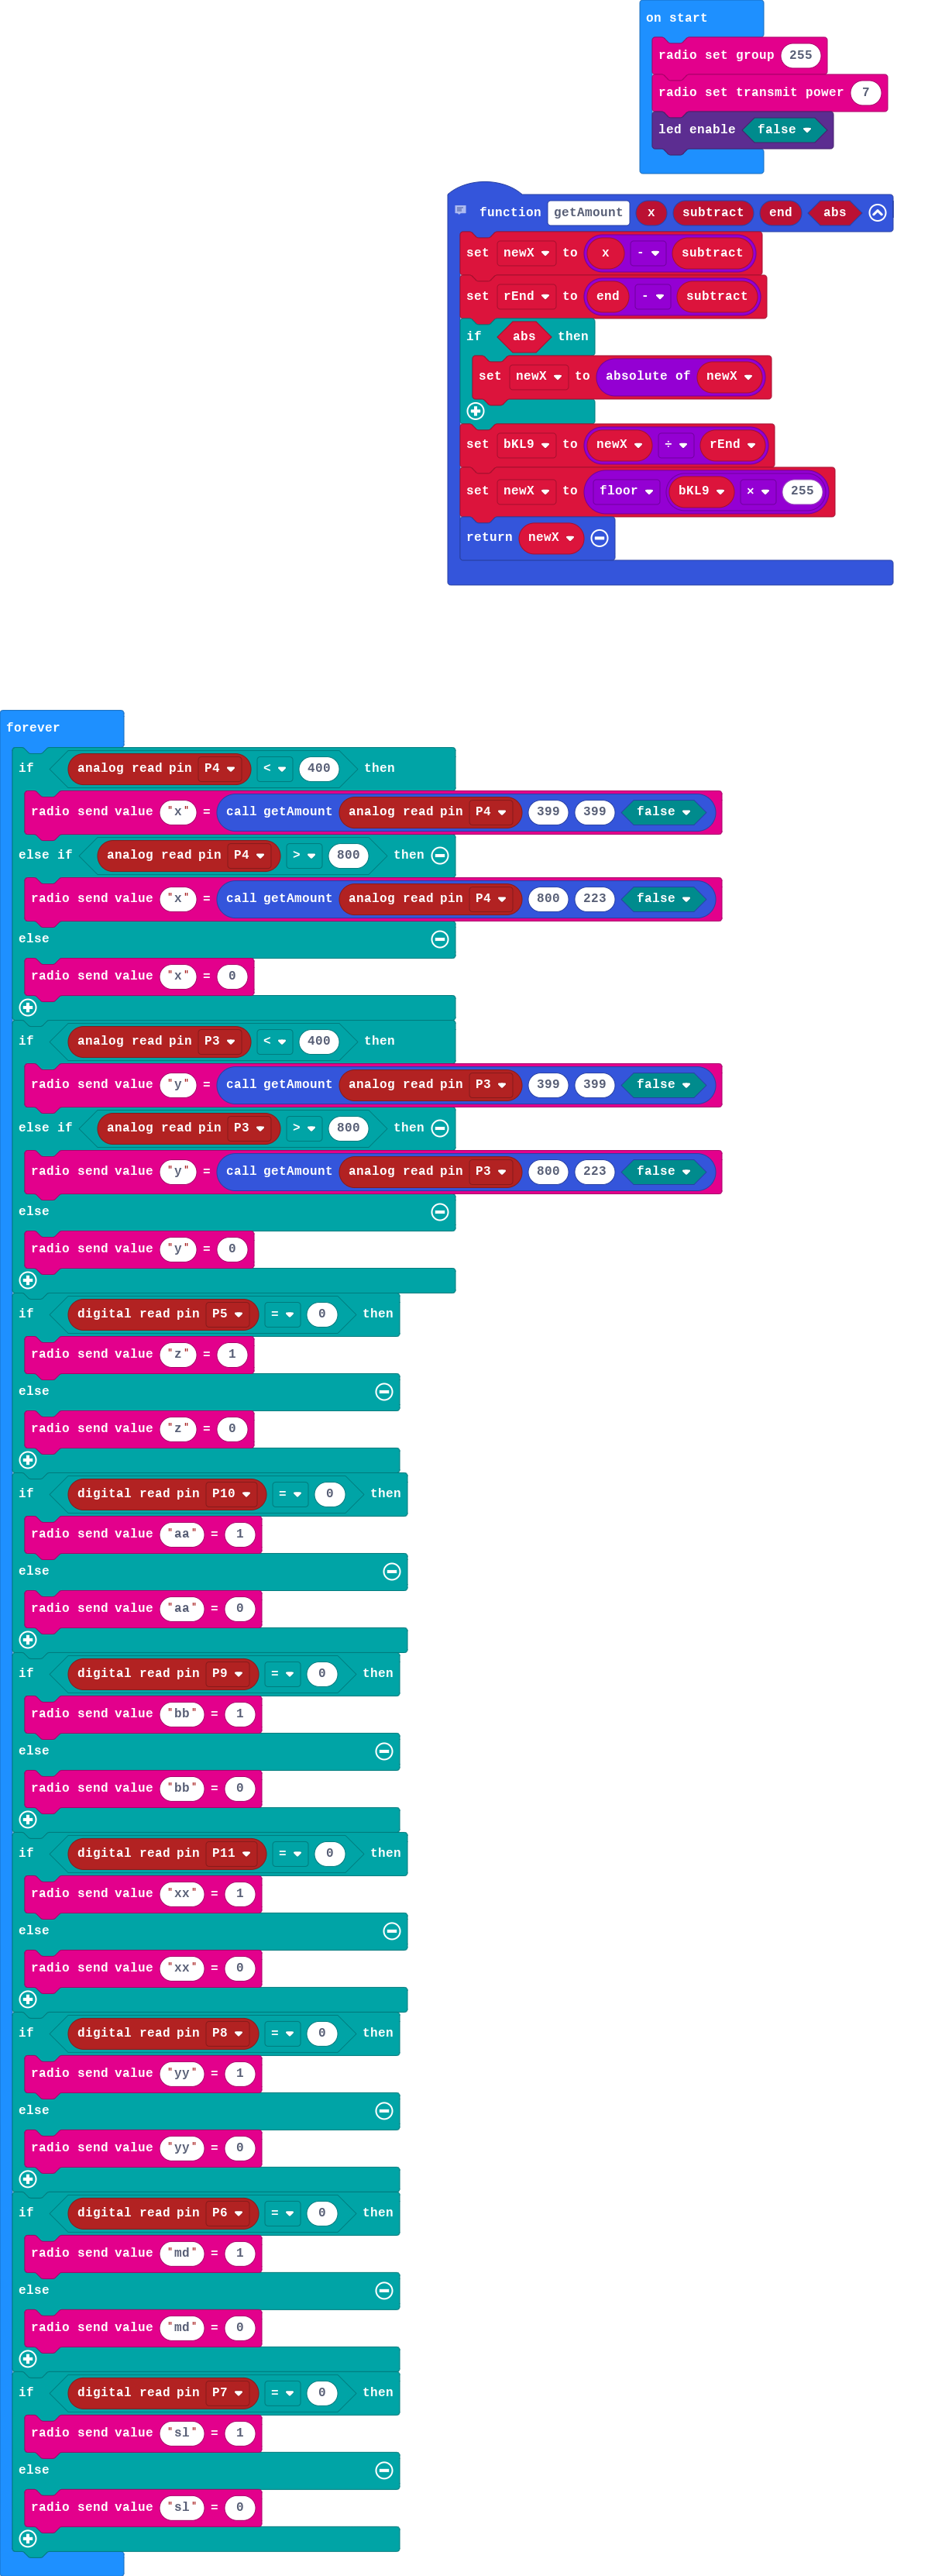 on start
radio set group 255
radio set transmit power 7
led enable false
function getAmount x subtract end abs
set newX to x - subtract
set rEnd to end - subtract
if abs then
set newX to absolute of newX
set bKL9 to newX ÷ rEnd
set newX to floor bKL9 × 255
return newX
forever
if analog read pin P4 < 400 then
radio send value "x" = call getAmount analog read pin P4 399 399 false
else if analog read pin P4 > 800 then
radio send value "x" = call getAmount analog read pin P4 800 223 false
else
radio send value "x" = 0
if analog read pin P3 < 400 then
radio send value "y" = call getAmount analog read pin P3 399 399 false
else if analog read pin P3 > 800 then
radio send value "y" = call getAmount analog read pin P3 800 223 false
else
radio send value "y" = 0
if digital read pin P5 = 0 then
radio send value "z" = 1
else
radio send value "z" = 0
if digital read pin P10 = 0 then
radio send value "aa" = 1
else
radio send value "aa" = 0
if digital read pin P9 = 0 then
radio send value "bb" = 1
else
radio send value "bb" = 0
if digital read pin P11 = 0 then
radio send value "xx" = 1
else
radio send value "xx" = 0
if digital read pin P8 = 0 then
radio send value "yy" = 1
else
radio send value "yy" = 0
if digital read pin P6 = 0 then
radio send value "md" = 1
else
radio send value "md" = 0
if digital read pin P7 = 0 then
radio send value "sl" = 1
else
radio send value "sl" = 0